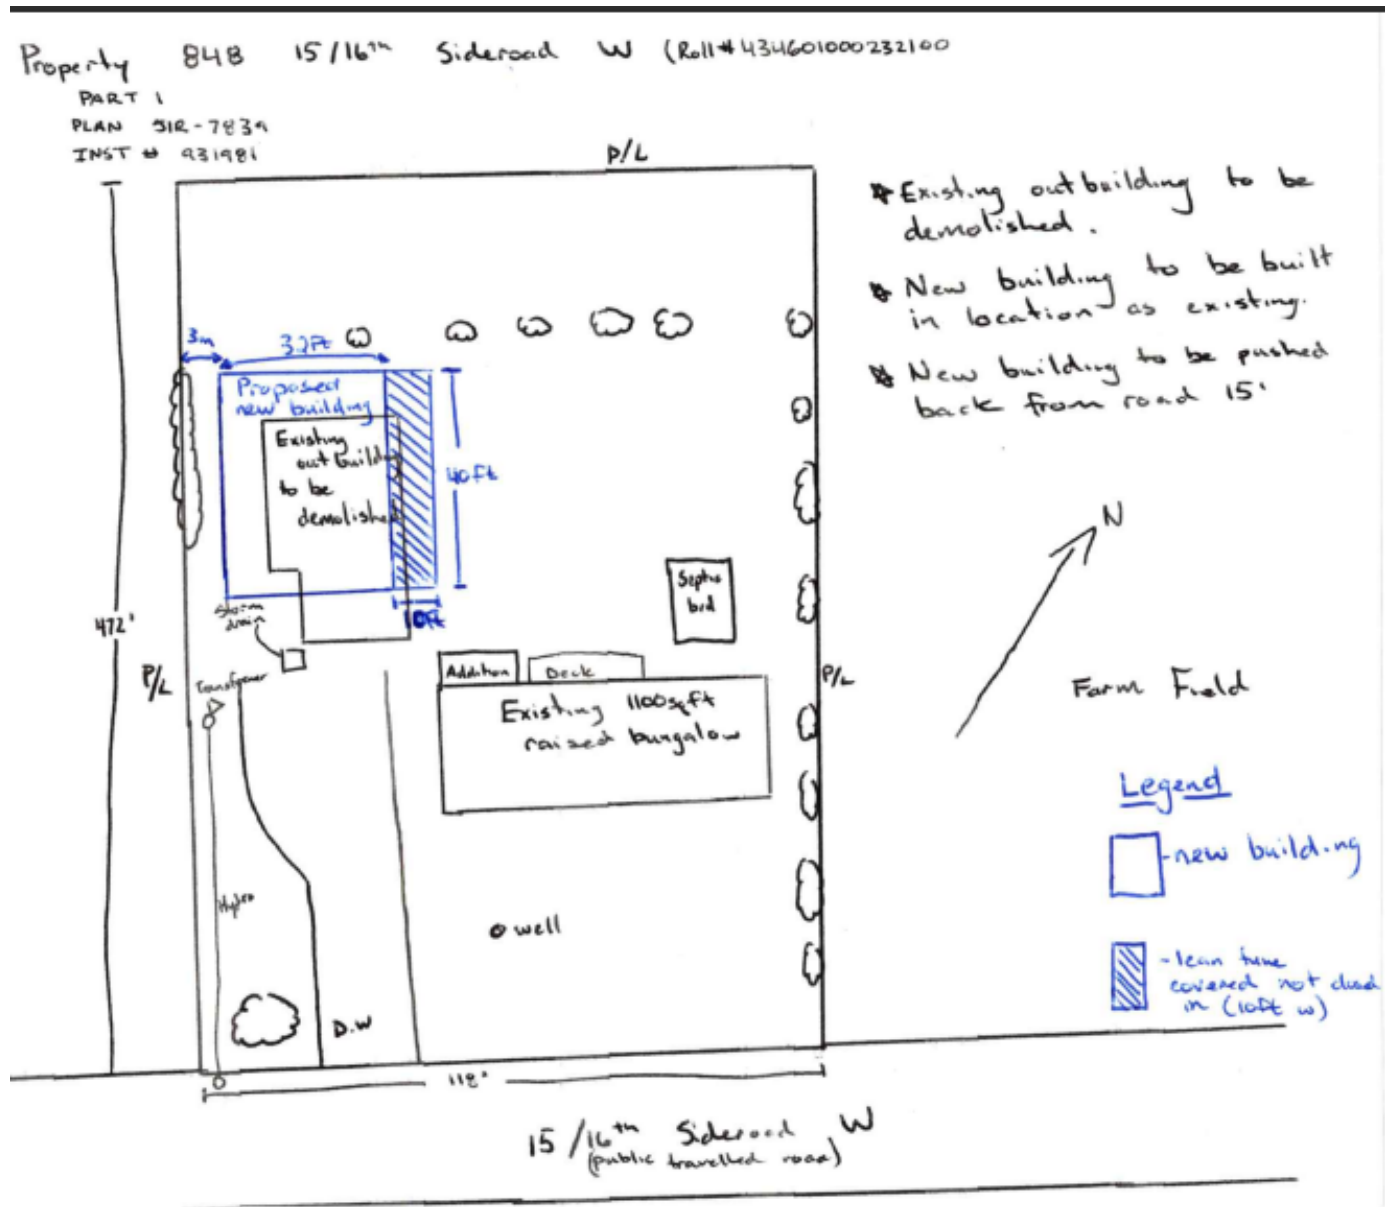 Property 848 15/16th Sideroad W (Roll# 434601000232100
PART 1
PLAN 51R-7839
INST # 931981
P/L
* Existing outbuilding to be
demolished.
* New building to be built
in location as existing.
* New building to be pushed
back from road 15'
3m
32ft
Proposed
new building
Existing
outbuilding
to be
demolished
40ft
10ft
N
Septic
bed
Storm
drain
472'
P/L
Transformer
Addition
Deck
P/L
Existing 1100sqft
raised bungalow
Farm Field
Legend
-new building
Hydro
well
- lean
covered not closed
in (10ft w)
D.W
118'
15/16th Sideroad W
(public travelled road)